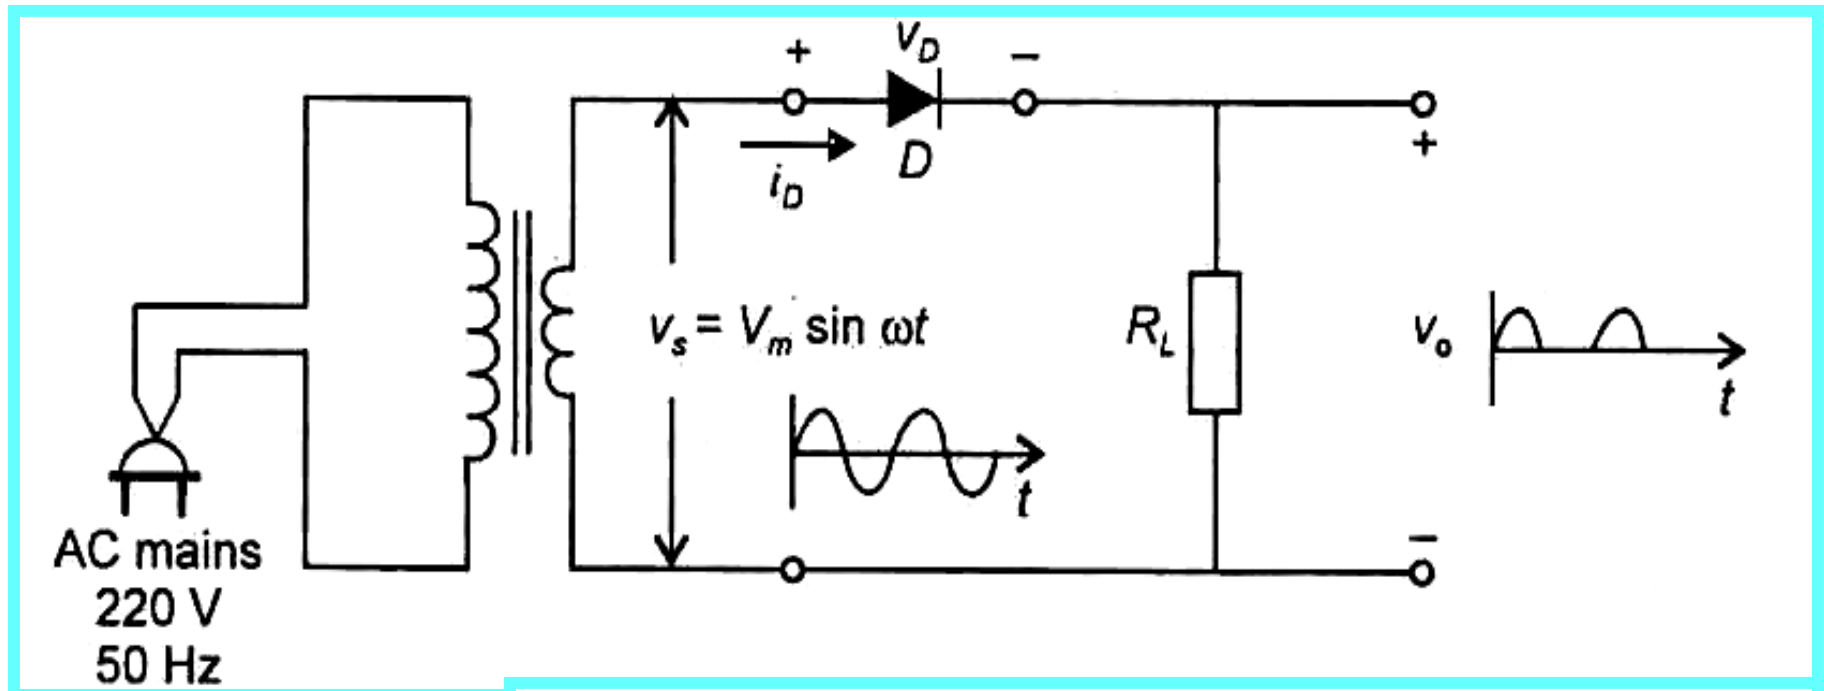 +
v_D
−
i_D
D
+
v_s = V_m sin ωt
R_L
v_o
t
t
−
AC mains
220 V
50 Hz